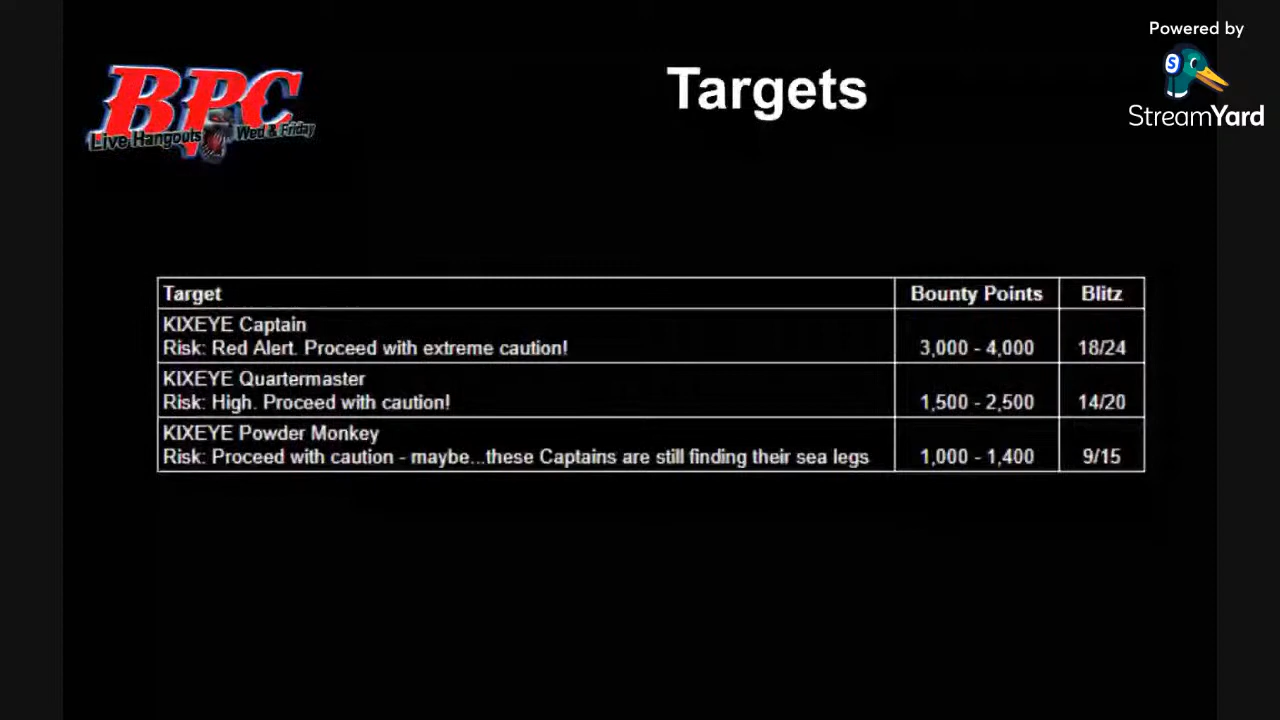 Powered by
StreamYard
BPC
Live Hangouts Wed & Friday
Targets
Target Bounty Points Blitz
KIXEYE Captain
Risk: Red Alert. Proceed with extreme caution! 3,000 - 4,000 18/24
KIXEYE Quartermaster
Risk: High. Proceed with caution! 1,500 - 2,500 14/20
KIXEYE Powder Monkey
Risk: Proceed with caution - maybe...these Captains are still finding their sea legs 1,000 - 1,400 9/15